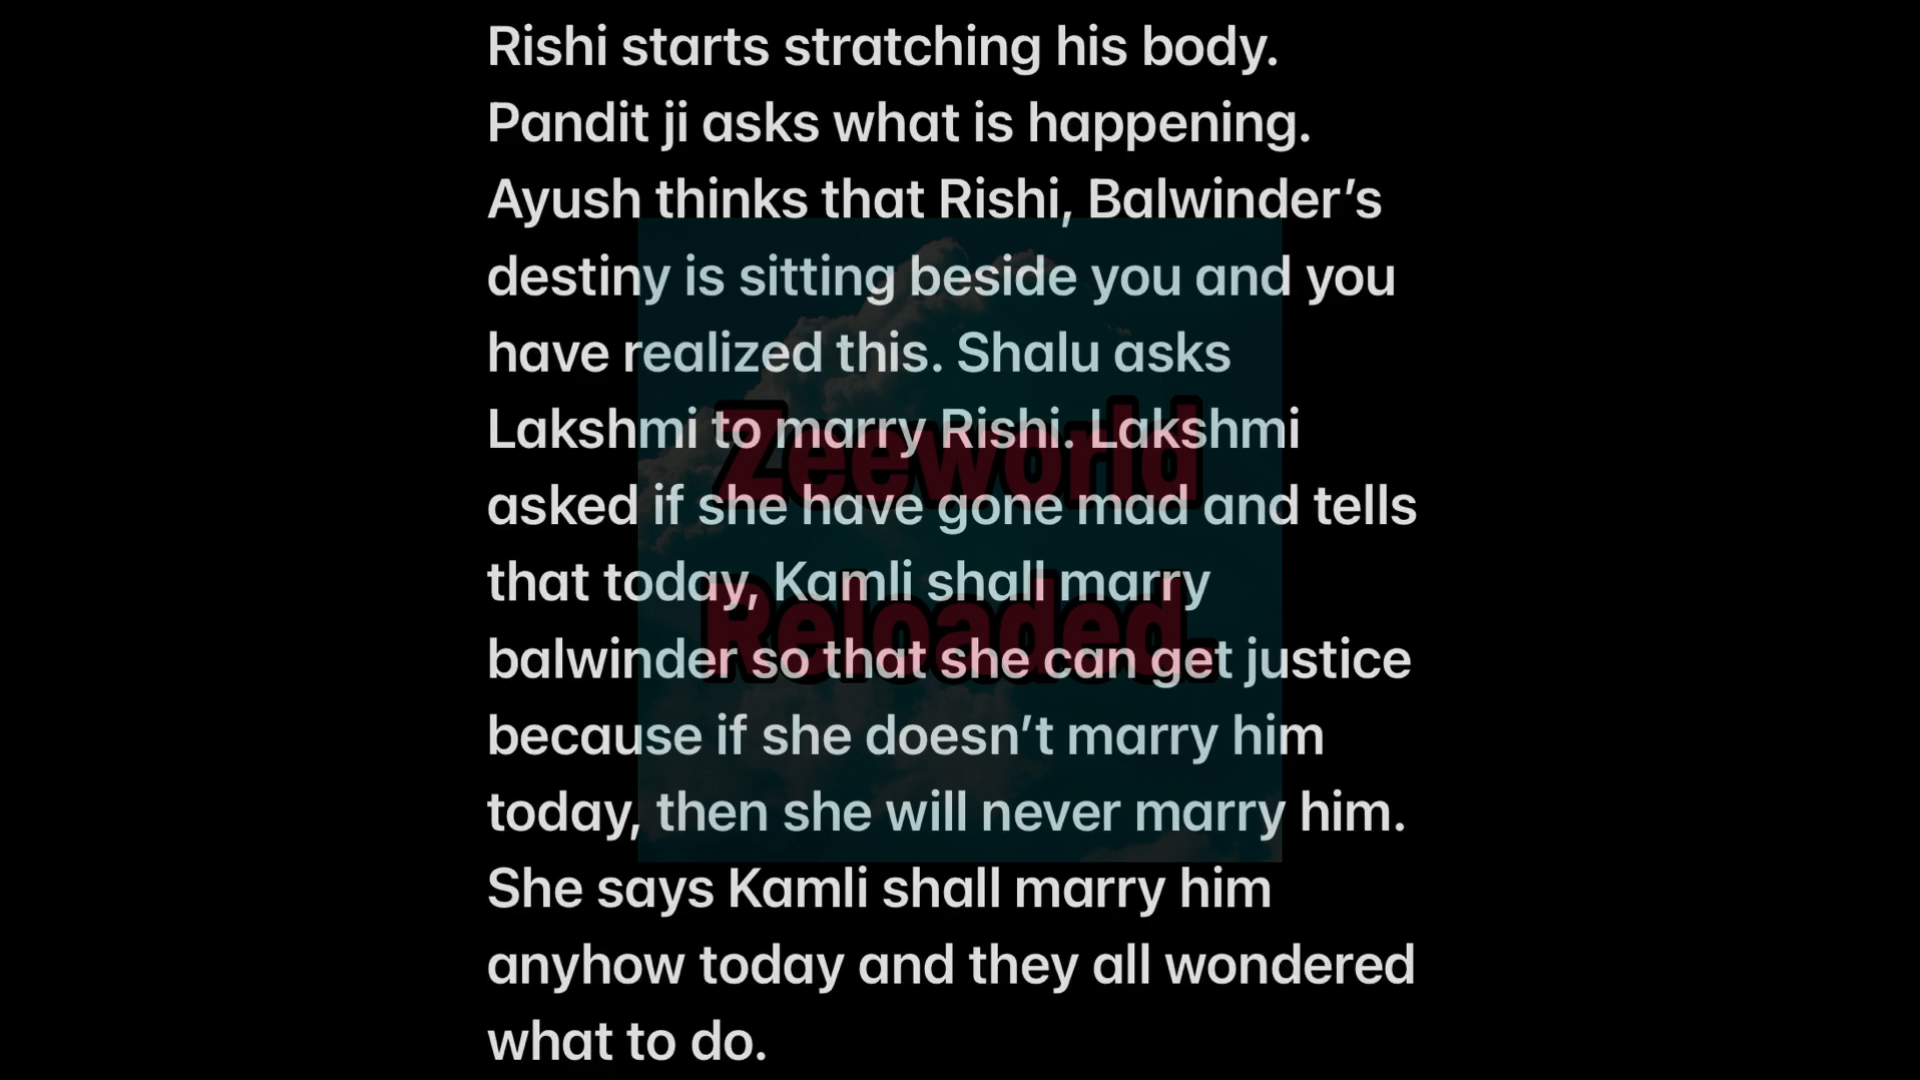 Rishi starts stratching his body.
Pandit ji asks what is happening.
Ayush thinks that Rishi, Balwinder’s
destiny is sitting beside you and you
have realized this. Shalu asks
Lakshmi to marry Rishi. Lakshmi
asked if she have gone mad and tells
that today, Kamli shall marry
balwinder so that she can get justice
because if she doesn’t marry him
today, then she will never marry him.
She says Kamli shall marry him
anyhow today and they all wondered
what to do.
Zeeworld
Reloaded.